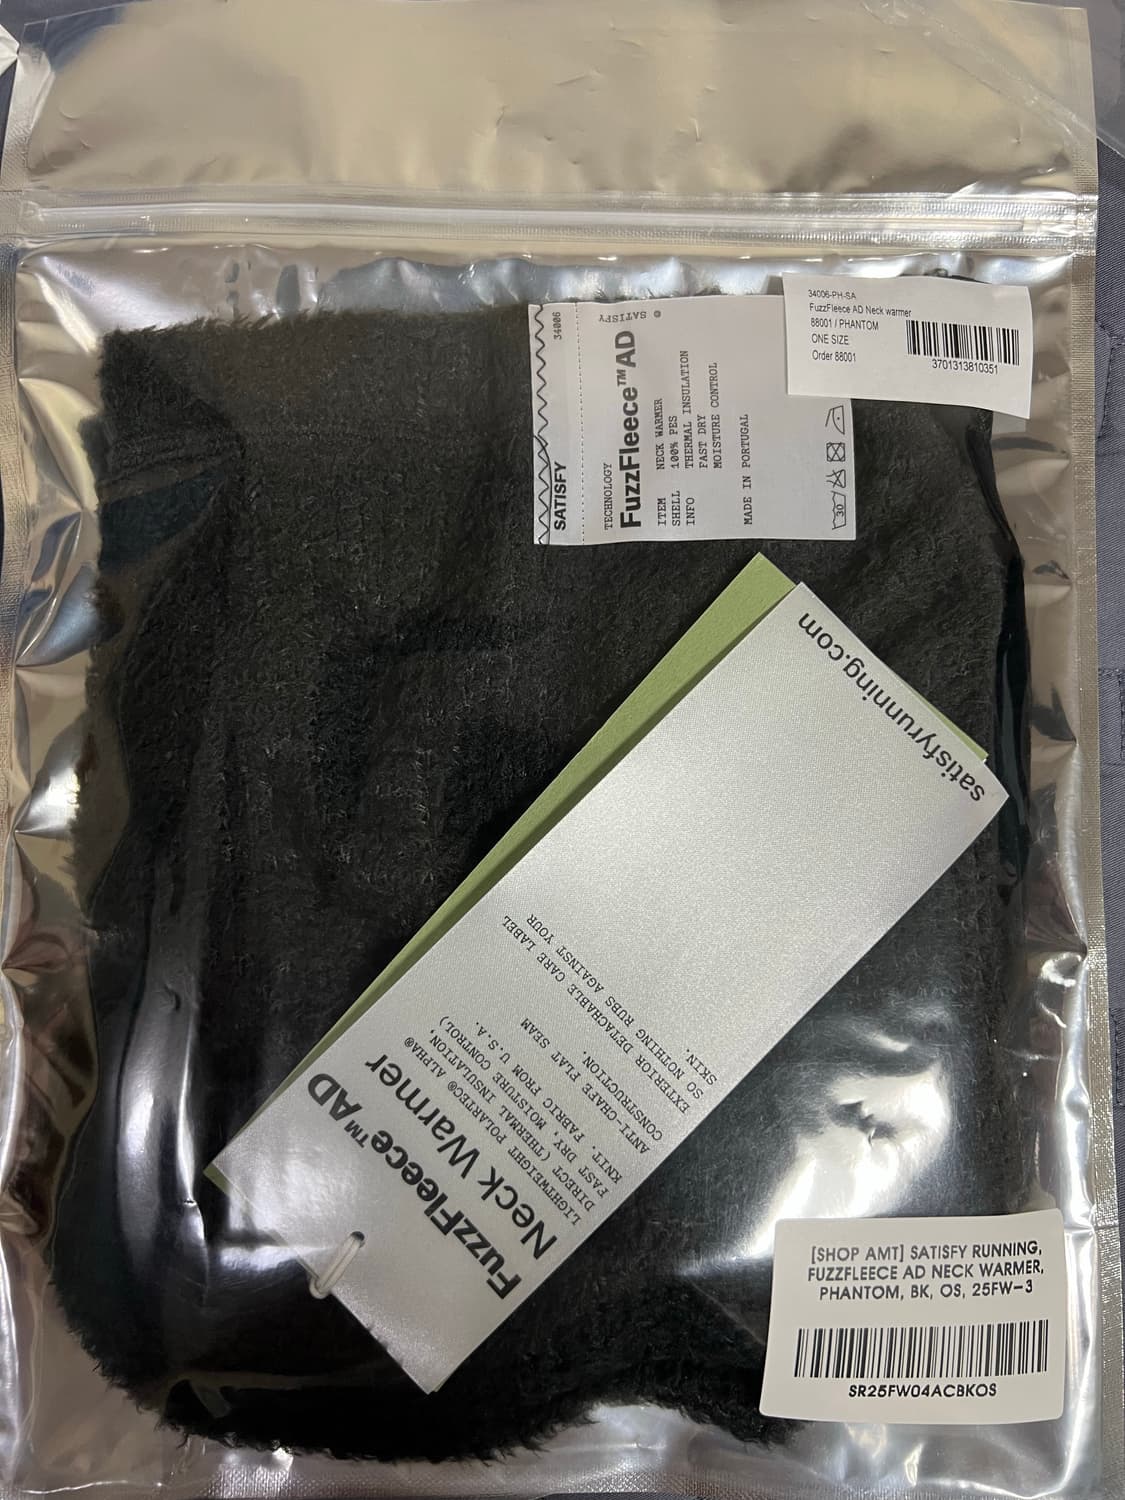 34006-PH-SA
FuzzFleece AD Neck warmer
88001 / PHANTOM
ONE SIZE
Order 88001
3701313810351
SATISFY 34006
© SATISFY
TECHNOLOGY
FuzzFleece™AD
ITEM NECK WARMER
SHELL 100% PES
INFO THERMAL INSULATION
FAST DRY
MOISTURE CONTROL
MADE IN PORTUGAL
30
FuzzFleece™AD
Neck Warmer
LIGHTWEIGHT POLARTEC® ALPHA®
DIRECT (THERMAL INSULATION,
FAST DRY, MOISTURE CONTROL)
KNIT. FABRIC FROM U.S.A.
ANTI-CHAFE FLAT SEAM
CONSTRUCTION.
EXTERIOR DETACHABLE CARE LABEL
SO NOTHING RUBS AGAINST YOUR
SKIN.
satisfyrunning.com
[SHOP AMT] SATISFY RUNNING,
FUZZFLEECE AD NECK WARMER,
PHANTOM, BK, OS, 25FW-3
SR25FW04ACBKOS